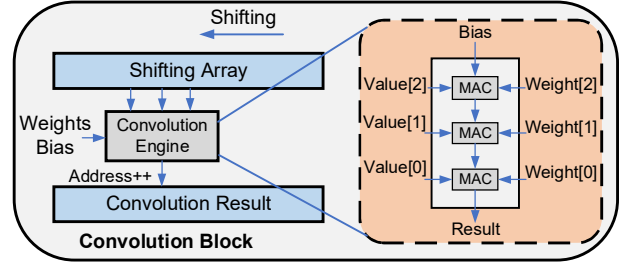 Shifting
Shifting Array
Weights
Bias
Convolution
Engine
Address++
Convolution Result
Convolution Block
Bias
Value[2]
MAC
Weight[2]
Value[1]
MAC
Weight[1]
Value[0]
MAC
Weight[0]
Result